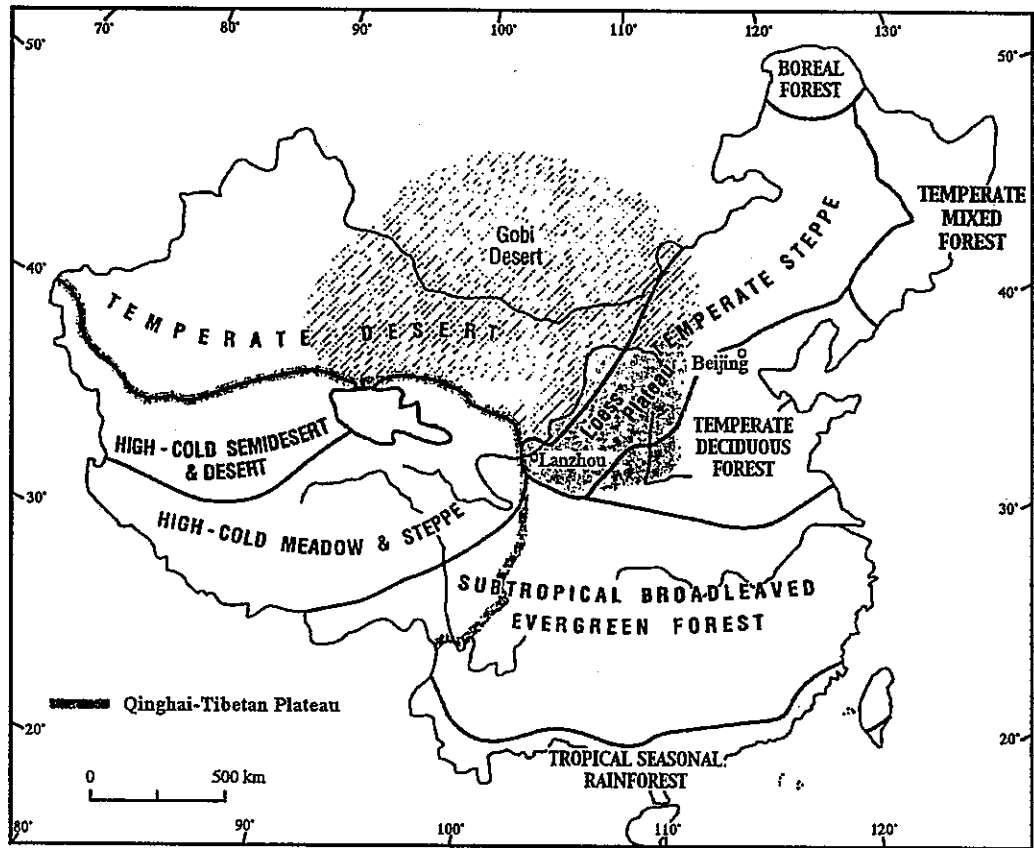 70°
80°
90°
100°
110°
120°
130°
50°
50°
BOREAL
FOREST
TEMPERATE
MIXED
FOREST
Gobi
Desert
TEMPERATE STEPPE
40°
40°
TEMPERATE DESERT
Beijing
Loess
Plateau
TEMPERATE
DECIDUOUS
FOREST
HIGH-COLD SEMIDESERT
& DESERT
Lanzhou
30°
30°
HIGH-COLD MEADOW & STEPPE
SUBTROPICAL BROADLEAVED
EVERGREEN FOREST
Qinghai-Tibetan Plateau
20°
20°
TROPICAL SEASONAL
RAINFOREST
0 500 km
80°
90°
100°
110°
120°